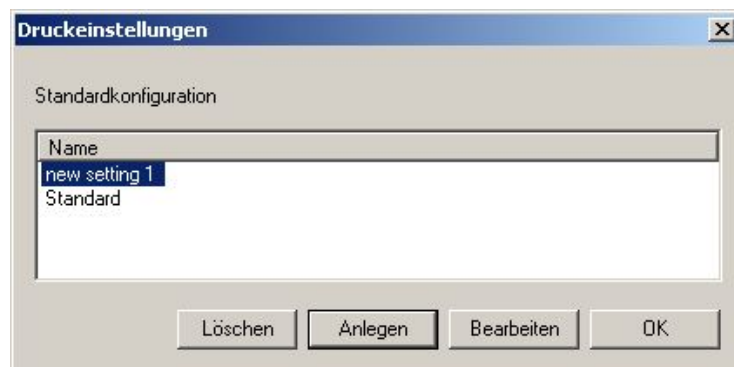 Druckeinstellungen
Standardkonfiguration
Name
new setting 1
Standard
Löschen Anlegen Bearbeiten OK